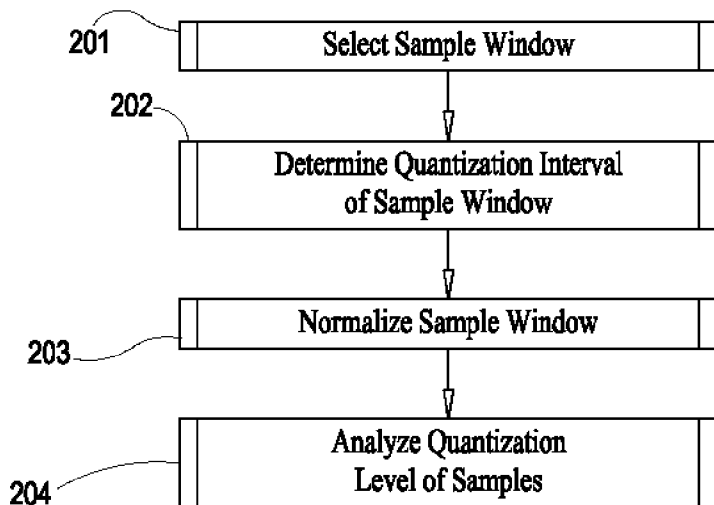 201
Select Sample Window
202
Determine Quantization Interval
of Sample Window
Normalize Sample Window
203
Analyze Quantization
Level of Samples
204